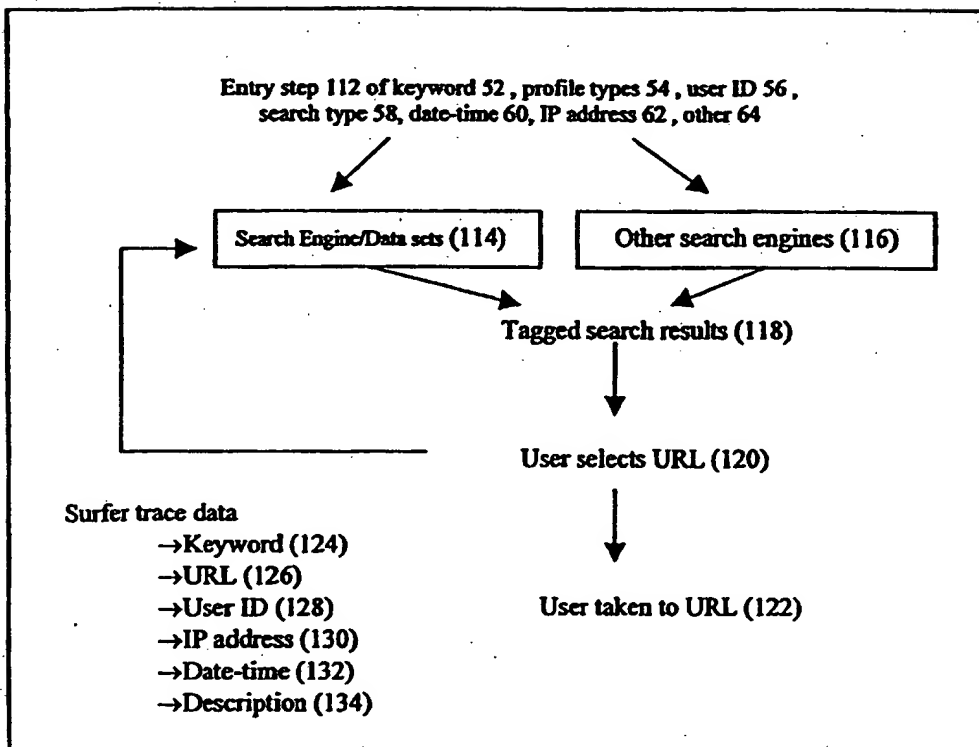 Entry step 112 of keyword 52 , profile types 54 , user ID 56 ,
search type 58, date-time 60, IP address 62 , other 64
Search Engine/Data sets (114)
Other search engines (116)
Tagged search results (118)
User selects URL (120)
Surfer trace data
→Keyword (124)
→URL (126)
→User ID (128)
→IP address (130)
→Date-time (132)
→Description (134)
User taken to URL (122)